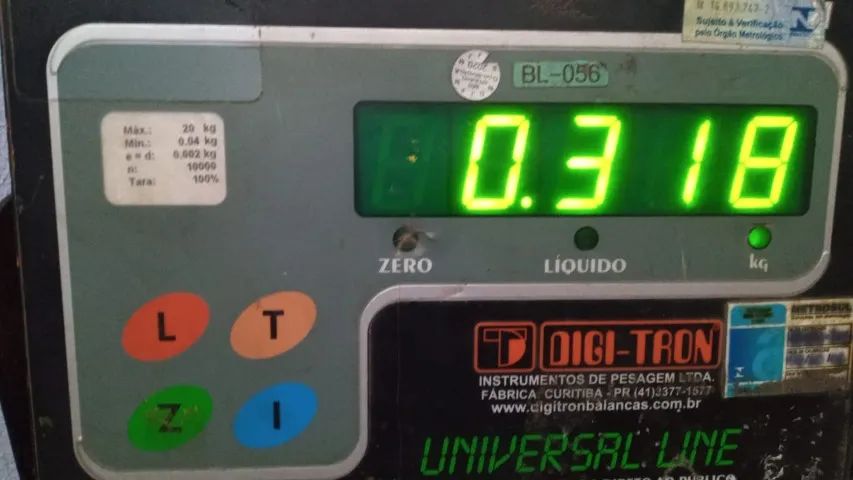 Sujeito à Verificação
pelo Órgão Metrológico
BL-056
Máx.: 20 kg
Min.: 0.04 kg
e = d: 0.002 kg
n: 10000
Tara: 100%
0.318
ZERO
LÍQUIDO
kg
L
T
Z
I
DIGI-TRON
INSTRUMENTOS DE PESAGEM LTDA.
FÁBRICA CURITIBA - PR (41)3377-1577
www.digitronbalancas.com.br
METROSUL
UNIVERSAL LINE